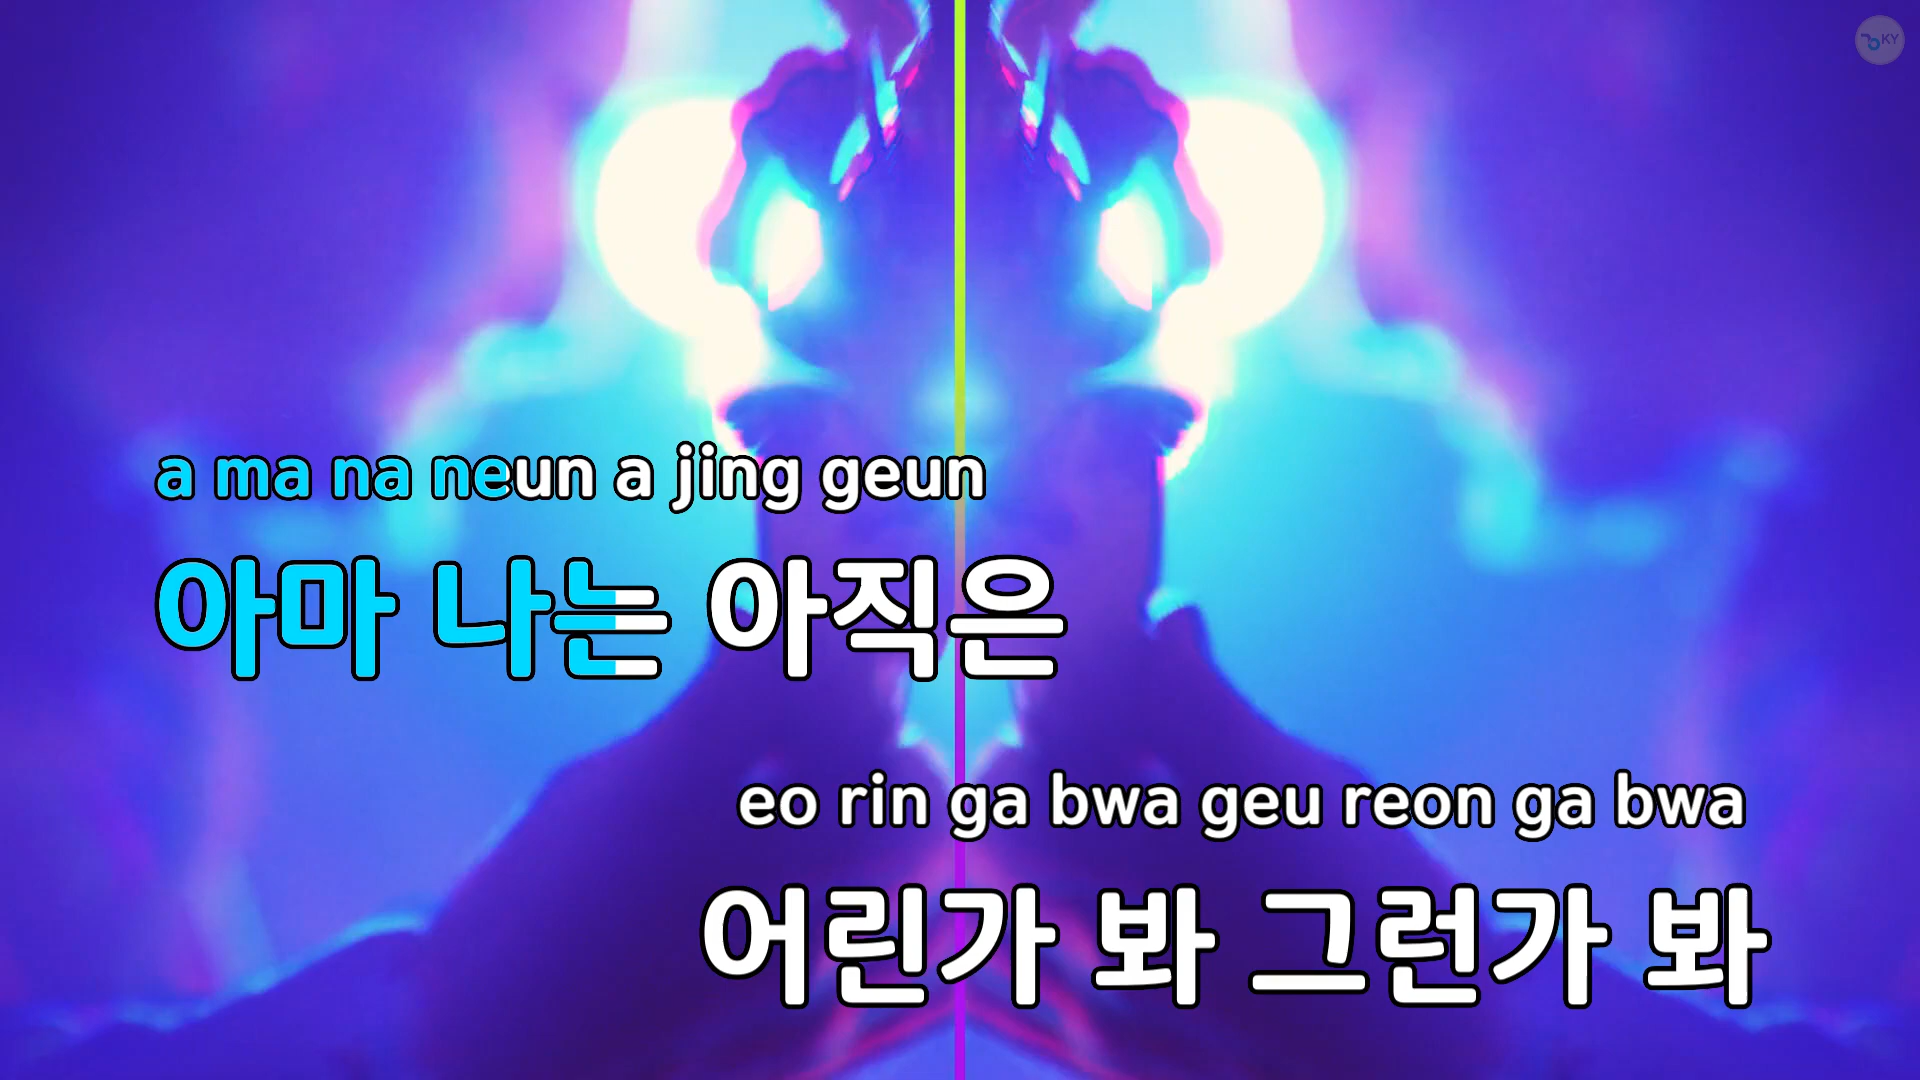 KY
a ma na neun a jing geun
아마 나는 아직은
eo rin ga bwa geu reon ga bwa
어린가 봐 그런가 봐